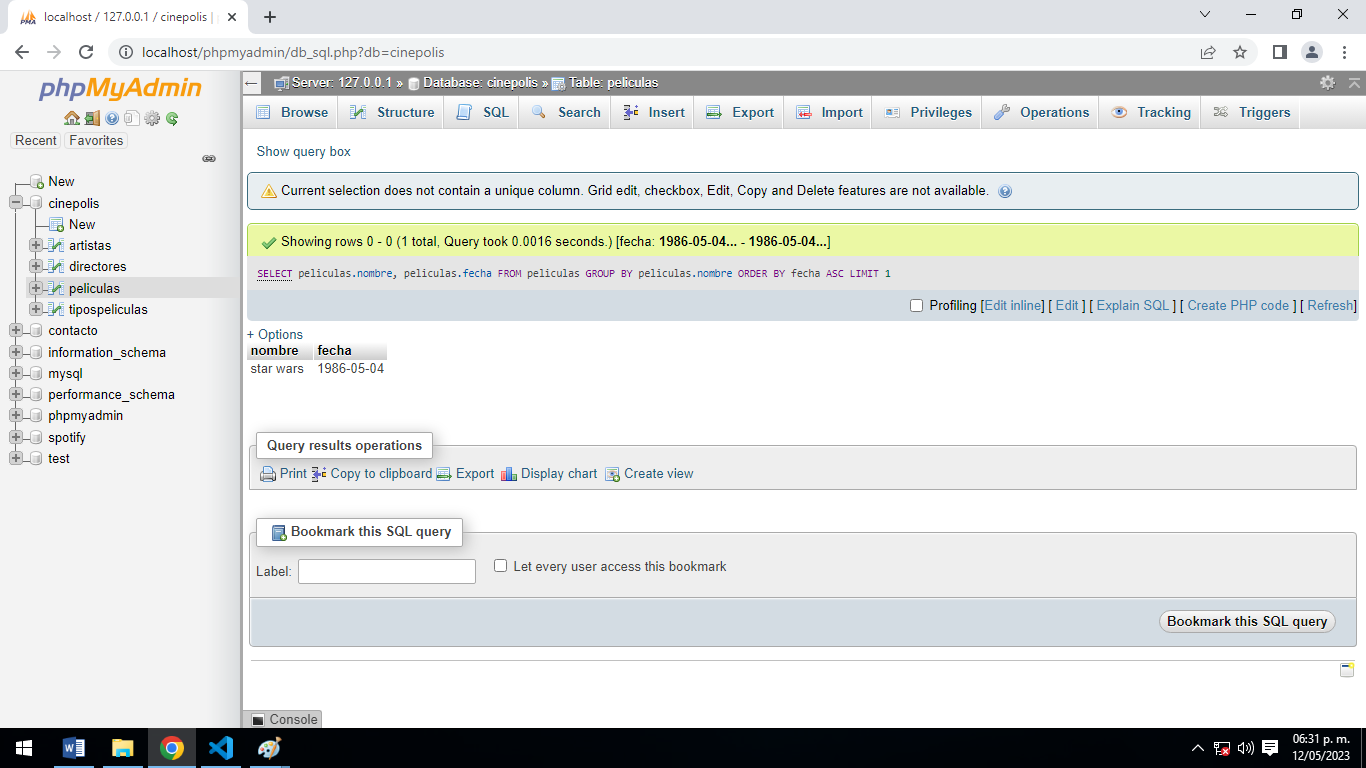 localhost / 127.0.0.1 / cinepolis |
localhost/phpmyadmin/db_sql.php?db=cinepolis
phpMyAdmin
Recent Favorites
New
cinepolis
New
artistas
directores
peliculas
tipospeliculas
contacto
information_schema
mysql
performance_schema
phpmyadmin
spotify
test
Server: 127.0.0.1 » Database: cinepolis » Table: peliculas
Browse Structure SQL Search Insert Export Import Privileges Operations Tracking Triggers
Show query box
Current selection does not contain a unique column. Grid edit, checkbox, Edit, Copy and Delete features are not available.
Showing rows 0 - 0 (1 total, Query took 0.0016 seconds.) [fecha: 1986-05-04... - 1986-05-04...]
SELECT peliculas.nombre, peliculas.fecha FROM peliculas GROUP BY peliculas.nombre ORDER BY fecha ASC LIMIT 1
Profiling [Edit inline] [ Edit ] [ Explain SQL ] [ Create PHP code ] [ Refresh]
+ Options
nombre fecha
star wars 1986-05-04
Query results operations
Print Copy to clipboard Export Display chart Create view
Bookmark this SQL query
Label: Let every user access this bookmark
Bookmark this SQL query
Console
06:31 p. m.
12/05/2023